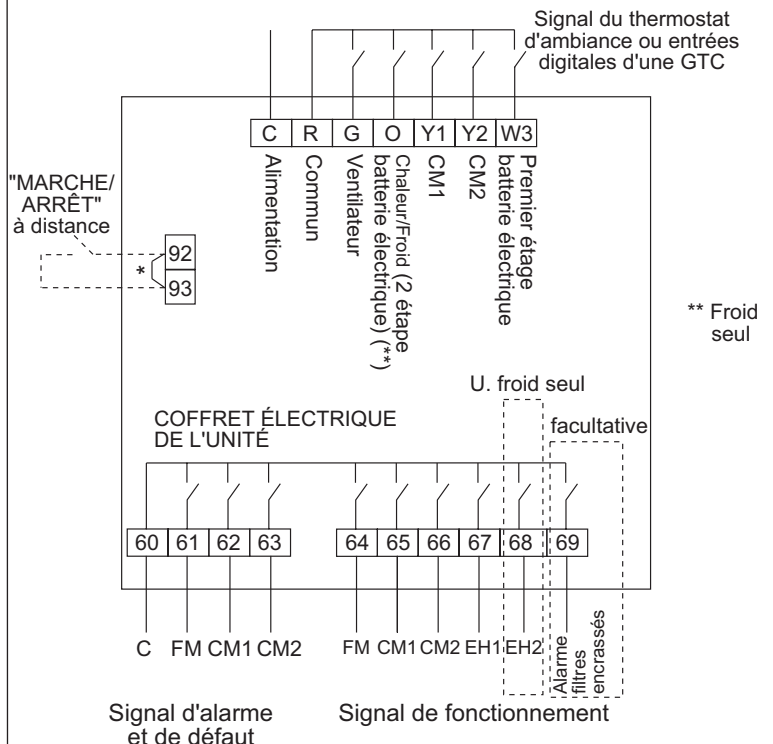 Signal du thermostat
d'ambiance ou entrées
digitales d'une GTC
C R G O Y1 Y2 W3
Alimentation
Commun
Ventilateur
Chaleur/Froid (2 étape
batterie électrique) (**)
CM1
CM2
Premier étage
batterie électrique
"MARCHE/
ARRÊT"
à distance
*
92
93
** Froid
seul
U. froid seul
facultative
COFFRET ÉLECTRIQUE
DE L'UNITÉ
60 61 62 63 64 65 66 67 68 69
C FM CM1 CM2 FM CM1 CM2 EH1 EH2
Alarme
filtres
encrassés
Signal d'alarme
et de défaut
Signal de fonctionnement